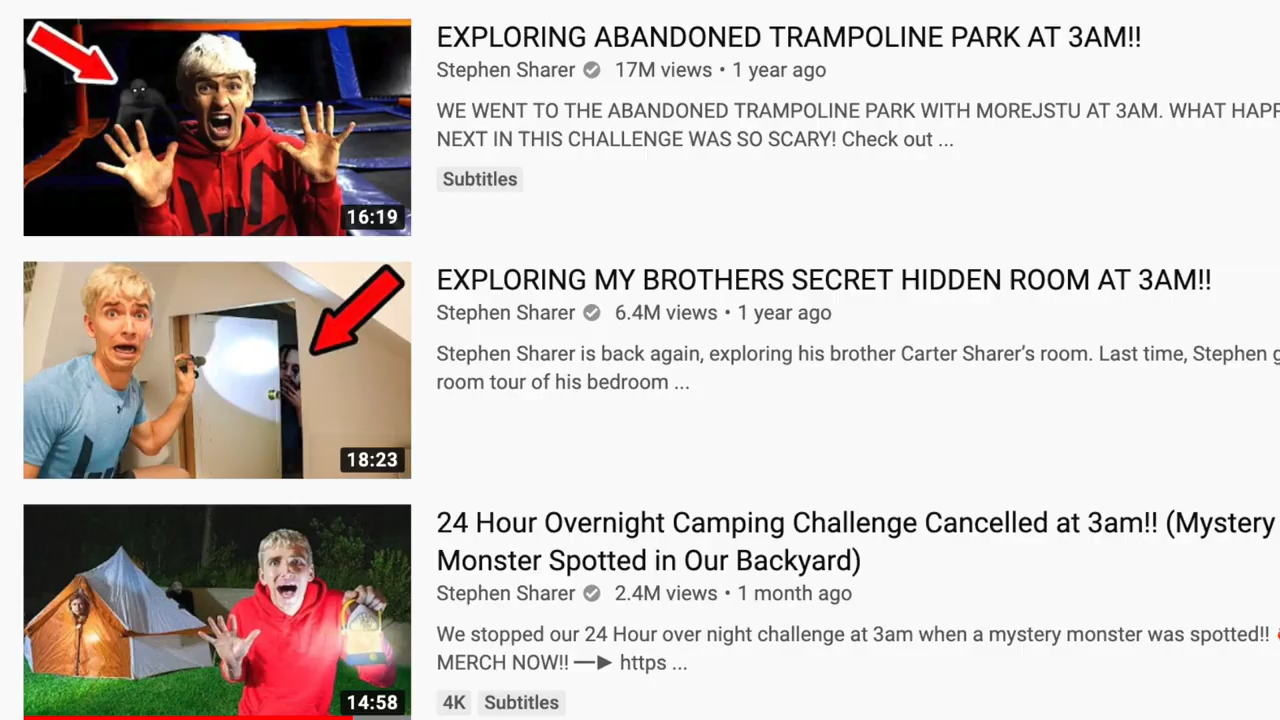 EXPLORING ABANDONED TRAMPOLINE PARK AT 3AM!!
Stephen Sharer 17M views • 1 year ago
WE WENT TO THE ABANDONED TRAMPOLINE PARK WITH MOREJSTU AT 3AM. WHAT HAPP
NEXT IN THIS CHALLENGE WAS SO SCARY! Check out ...
Subtitles
16:19
EXPLORING MY BROTHERS SECRET HIDDEN ROOM AT 3AM!!
Stephen Sharer 6.4M views • 1 year ago
Stephen Sharer is back again, exploring his brother Carter Sharer’s room. Last time, Stephen g
room tour of his bedroom ...
18:23
24 Hour Overnight Camping Challenge Cancelled at 3am!! (Mystery
Monster Spotted in Our Backyard)
Stephen Sharer 2.4M views • 1 month ago
We stopped our 24 Hour over night challenge at 3am when a mystery monster was spotted!!
MERCH NOW!! —► https ...
4K Subtitles
14:58